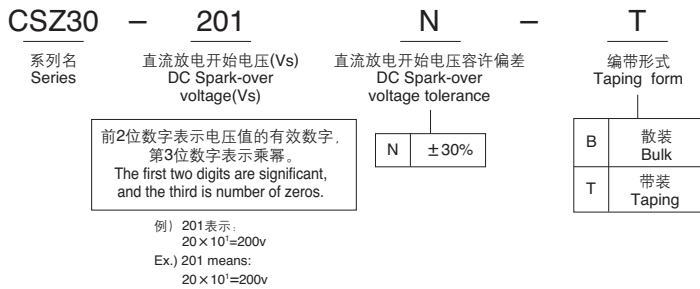 CSZ30 – 201 N – T
系列名
Series
直流放电开始电压(Vs)
DC Spark-over
voltage(Vs)
直流放电开始电压容许偏差
DC Spark-over
voltage tolerance
编带形式
Taping form
前2位数字表示电压值的有效数字,
第3位数字表示乘幂。
The first two digits are significant,
and the third is number of zeros.
N ±30%
B 散装
Bulk
T 带装
Taping
例) 201表示:
20×10¹=200v
Ex.) 201 means:
20×10¹=200v